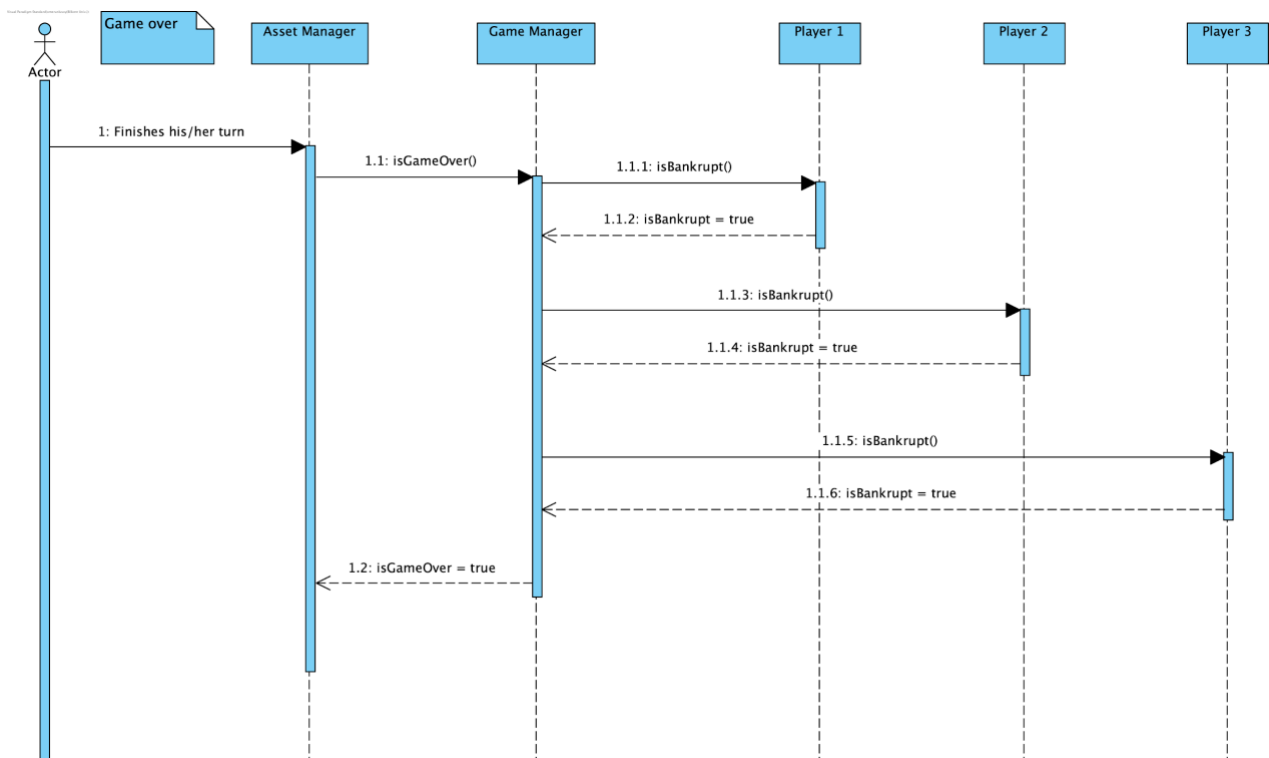 Game over
Asset Manager
Game Manager
Player 1
Player 2
Player 3
Actor
1: Finishes his/her turn
1.1: isGameOver()
1.1.1: isBankrupt()
1.1.2: isBankrupt = true
1.1.3: isBankrupt()
1.1.4: isBankrupt = true
1.1.5: isBankrupt()
1.1.6: isBankrupt = true
1.2: isGameOver = true